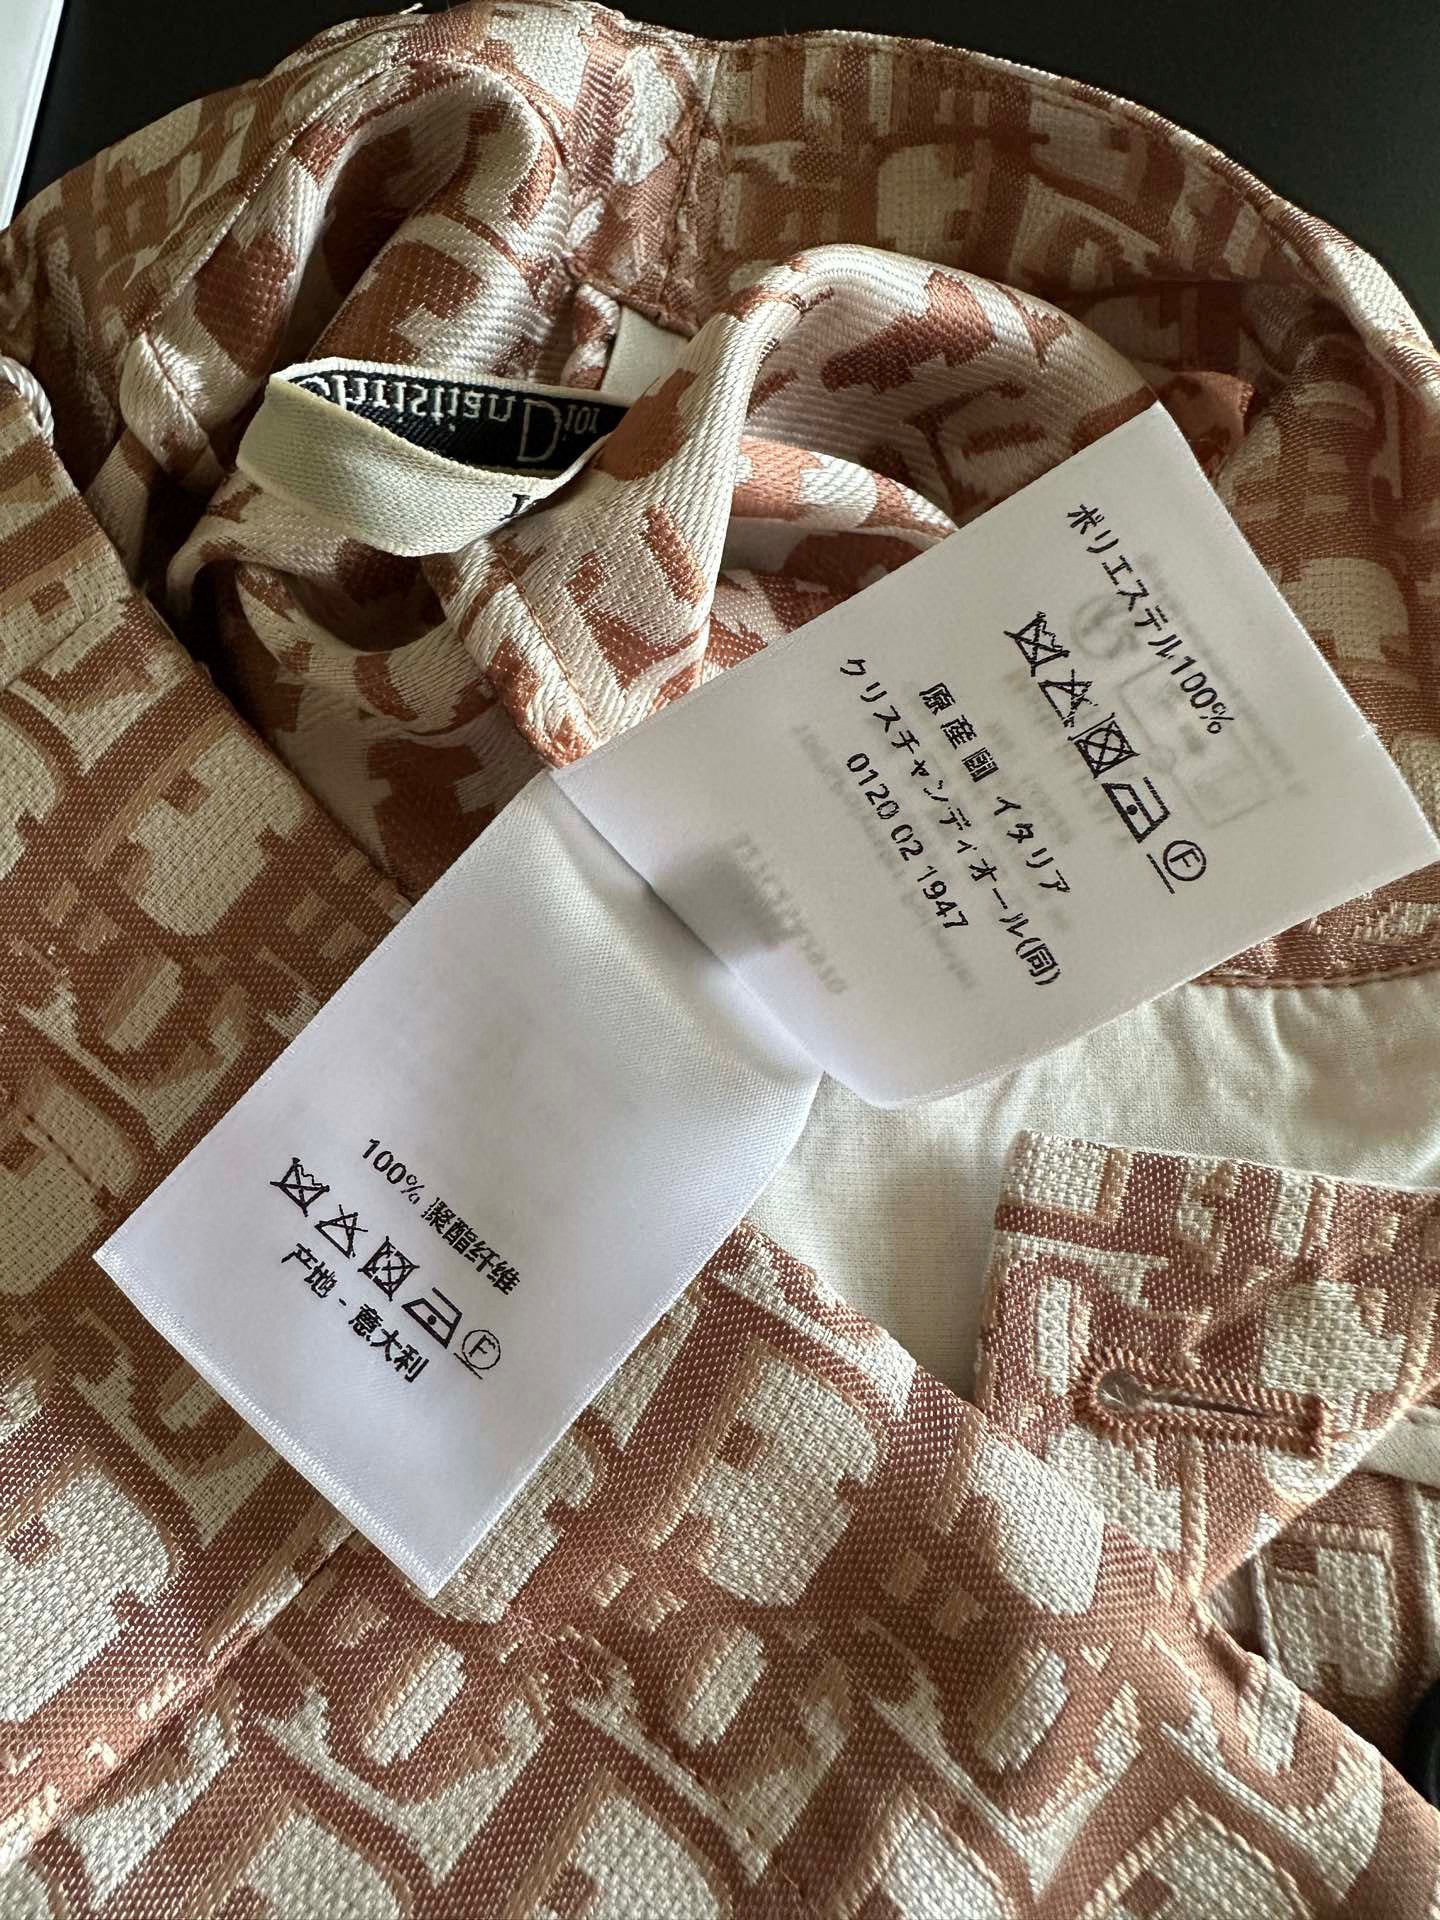 Christian Dior
ポリエステル100%
F
原産国 イタリア
クリスチャンディオール(同)
0120 02 1947
100% 聚酯纤维
F
产地 - 意大利